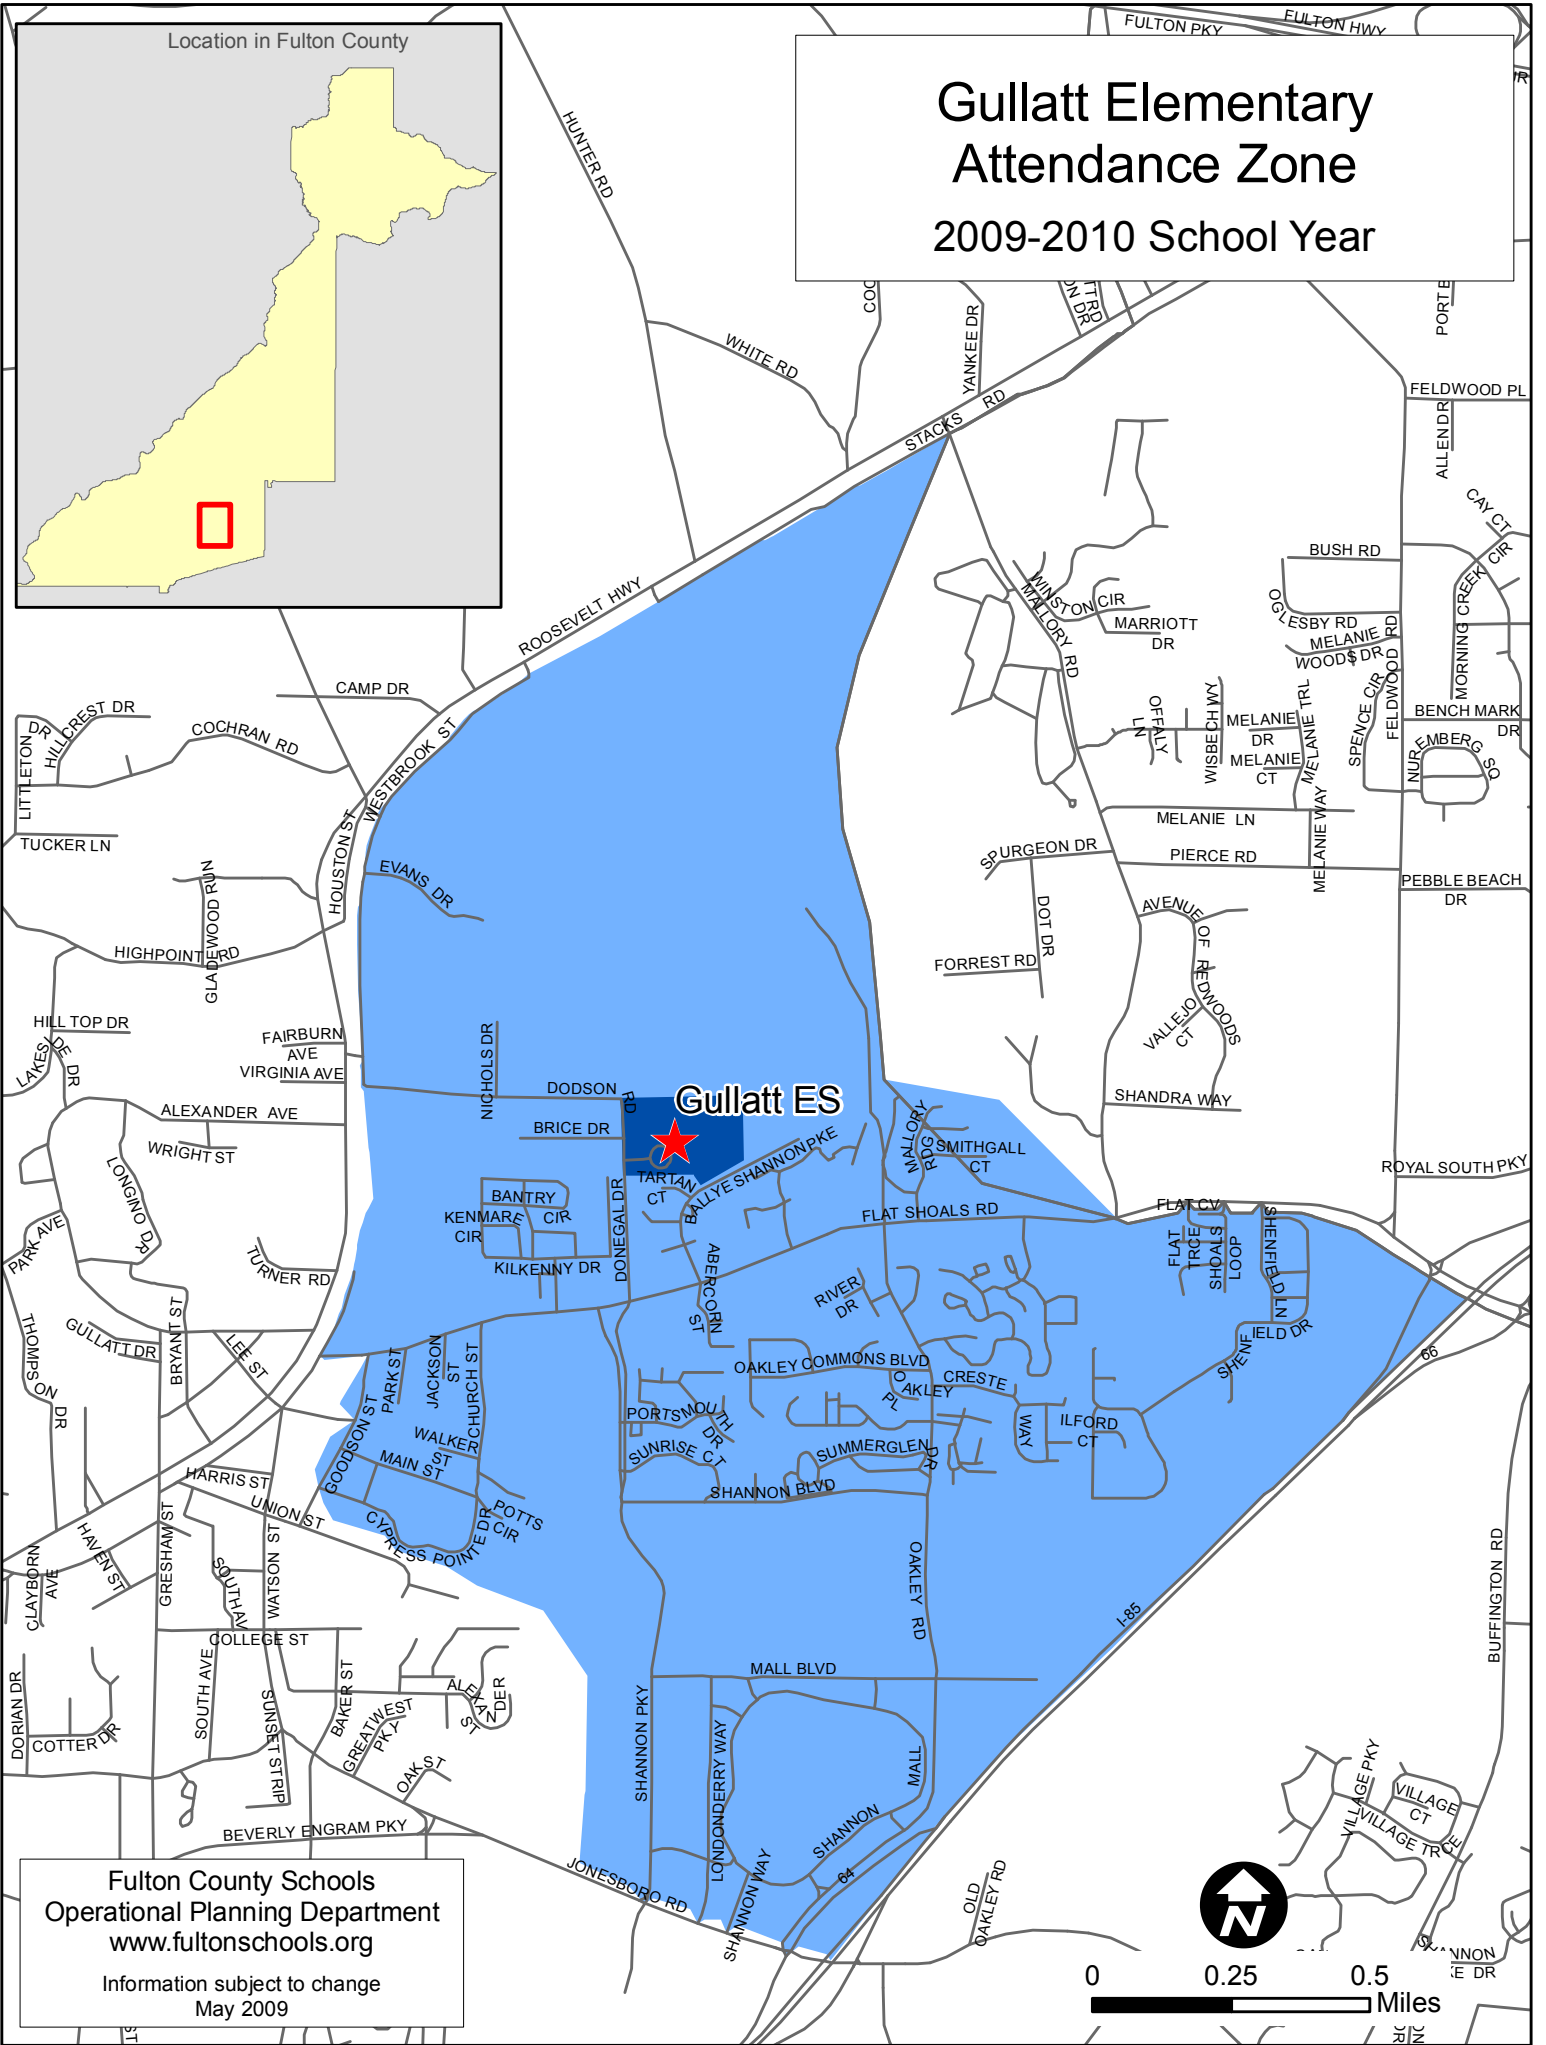 Location in Fulton County
Gullatt Elementary
Attendance Zone
2009-2010 School Year
FULTON PKY
FULTON HWY
HUNTER RD
WHITE RD
YANKEE DR
STACKS RD
FELDWOOD PL
ALLEN DR
CAY CT
BUSH RD
MORNING CREEK CIR
OGLESBY RD
MELANIE
WOODS DR
FELDWOOD RD
WINSTON CIR
MALLORY RD
MARRIOTT
DR
ROOSEVELT HWY
CAMP DR
HILLCREST DR
LITTLETON DR
COCHRAN RD
WESTBROOK ST
OFFALY
LN
WISBECH WY
MELANIE
DR
MELANIE
CT
MELANIE TRL
SPENCE CIR
BENCH MARK
DR
NUREMBERG SQ
TUCKER LN
HOUSTON ST
EVANS DR
MELANIE LN
MELANIE WAY
SPURGEON DR
PIERCE RD
PEBBLE BEACH
DR
GLADEWOOD RUN
HIGHPOINT RD
DOT DR
FORREST RD
AVENUE OF REDWOODS
VALLEJO
CT
HILL TOP DR
LAKESIDE DR
FAIRBURN
AVE
VIRGINIA AVE
NICHOLS DR
DODSON RD
Gullatt ES
ALEXANDER AVE
BRICE DR
WRIGHT ST
SHANDRA WAY
MALLORY
RDG
SMITHGALL
CT
ROYAL SOUTH PKY
LONGINO DR
TARTAN
CT
BALLYE SHANNON PKE
BANTRY
CIR
KENMARE
CIR
KILKENNY DR
DONEGAL DR
FLAT SHOALS RD
FLAT CV
FLAT
TRCE
SHOALS
LOOP
SHENFIELD LN
PARK AVE
TURNER RD
ABERCORN
ST
RIVER
DR
SHENFIELD DR
THOMPSON DR
GULLATT DR
BRYANT ST
LEE ST
PARK ST
JACKSON
ST
CHURCH ST
OAKLEY COMMONS BLVD
OAKLEY
PL
CRESTE
WAY
66
GOODSON ST
PORTSMOUTH
DR
ILFORD
CT
WALKER
ST
MAIN ST
SUNRISE CT
SUMMERGLEN
DR
HARRIS ST
UNION ST
SHANNON BLVD
CYPRESS POINTE DR
POTTS
CIR
HAVEN ST
CLAYBORN
AVE
GRESHAM ST
SOUTH AV
WATSON ST
COLLEGE ST
OAKLEY RD
I-85
BUFFINGTON RD
DORIAN DR
COTTER DR
SOUTH AVE
SUNSET STRIP
BAKER ST
GREATWEST
PKY
ALEXANDER
ST
OAK ST
MALL BLVD
SHANNON PKY
LONDONDERRY WAY
MALL
SHANNON
64
BEVERLY ENGRAM PKY
JONESBORO RD
SHANNON WAY
OLD
OAKLEY RD
VILLAGE PKY
VILLAGE
CT
VILLAGE TRCE
Fulton County Schools
Operational Planning Department
www.fultonschools.org
Information subject to change
May 2009
N
SHANNON
0 0.25 0.5
Miles